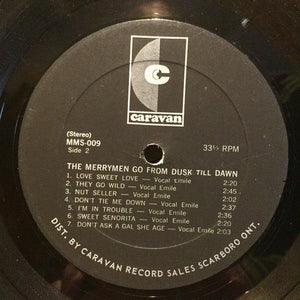 caravan
(Stereo)
MMS-009
Side 2
33⅓ RPM
THE MERRYMEN GO FROM DUSK TILL DAWN
1. LOVE SWEET LOVE — Vocal Emile 2:20
2. THEY GO WILD — Vocal Emile 2:45
3. NUT SELLER — Vocal Emile 2:10
4. DON'T TIE ME DOWN — Vocal Emile 2:37
5. I'M IN TROUBLE — Vocal Emile 2:36
6. SWEET SENORITA — Vocal Emile 2:30
7. DON'T ASK A GAL SHE AGE — Vocal Emile 2:03
DIST. BY CARAVAN RECORD SALES SCARBORO ONT.